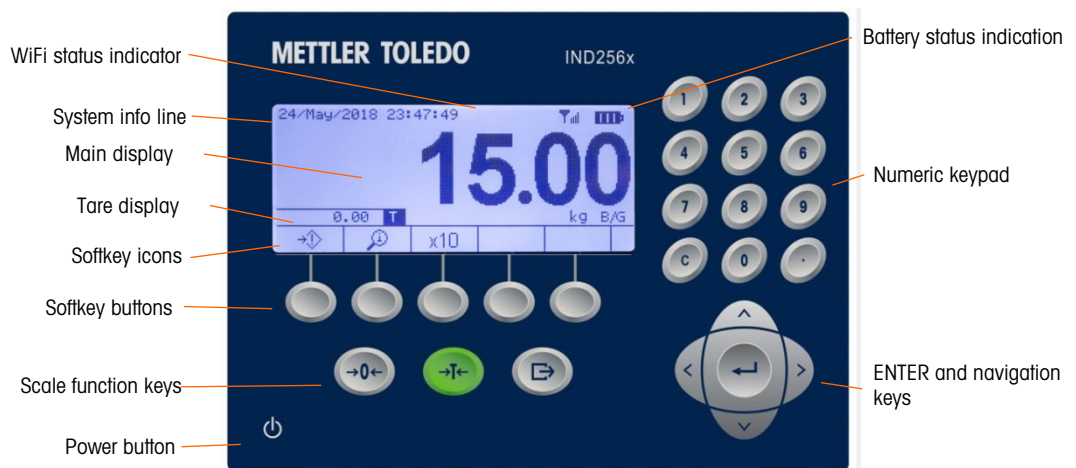 METTLER TOLEDO
IND256x
WiFi status indicator
Battery status indication
System info line
24/May/2018 23:47:49
Main display
15.00
Tare display
0.00 T
kg B/G
Softkey icons
x10
Softkey buttons
Scale function keys
→0←
→T←
Power button
1 2 3
4 5 6
7 8 9
C 0 .
Numeric keypad
ENTER and navigation
keys